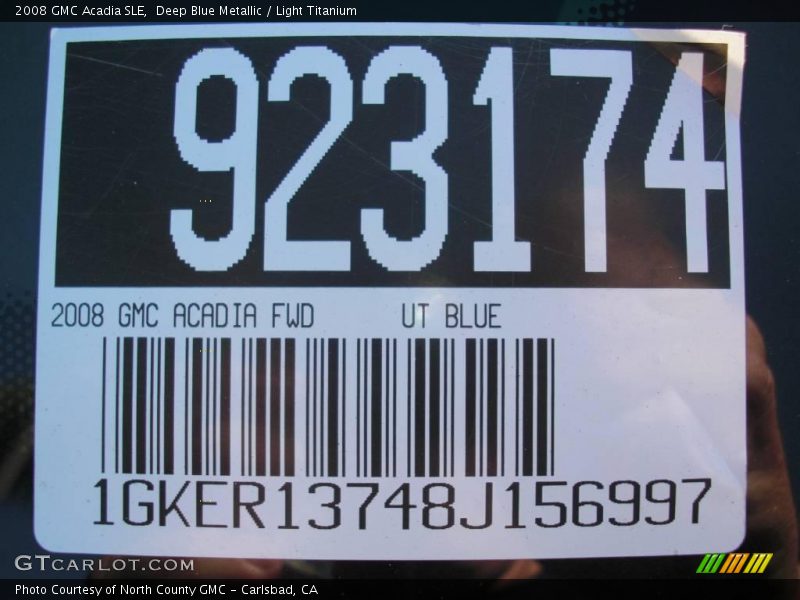 2008 GMC Acadia SLE,  Deep Blue Metallic / Light Titanium
923174
2008 GMC ACADIA FWD UT BLUE
1GKER13748J156997
GTCARLOT.COM
Photo Courtesy of North County GMC - Carlsbad, CA